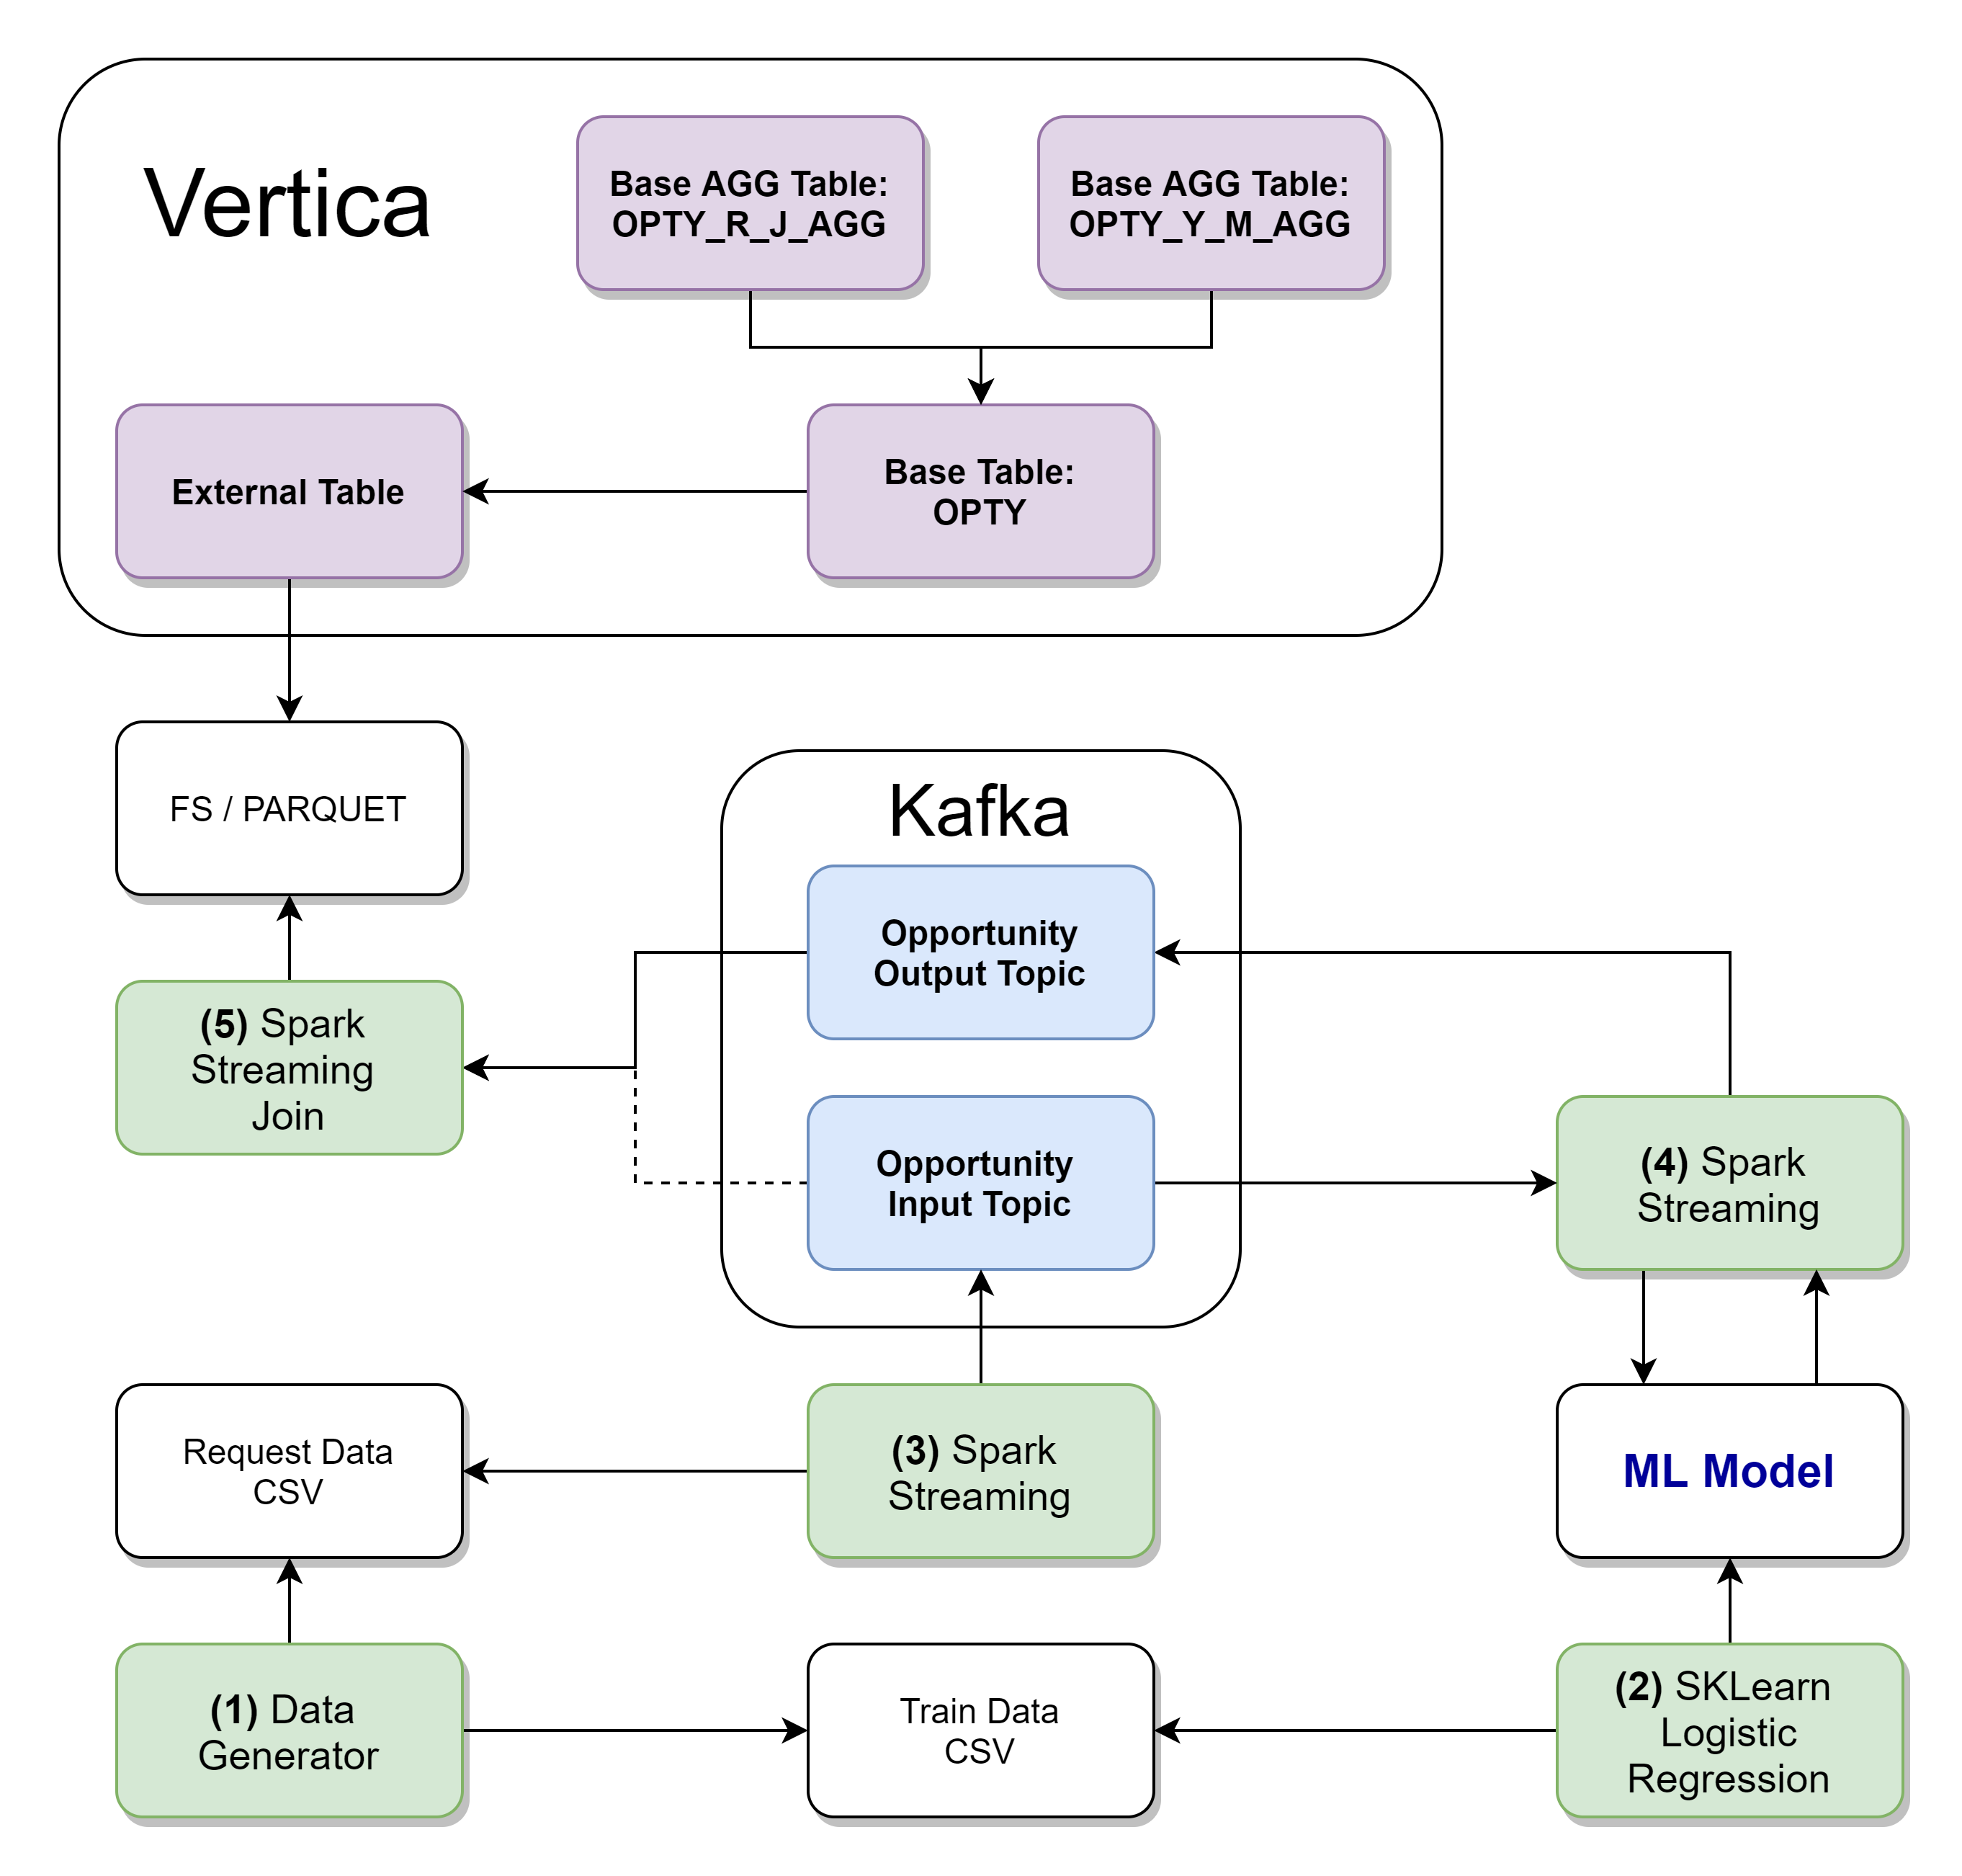 Vertica
Base AGG Table:
OPTY_R_J_AGG
Base AGG Table:
OPTY_Y_M_AGG
External Table
Base Table:
OPTY
FS / PARQUET
Kafka
Opportunity
Output Topic
(5) Spark
Streaming
Join
Opportunity
Input Topic
(4) Spark
Streaming
Request Data
CSV
(3) Spark
Streaming
ML Model
(1) Data
Generator
Train Data
CSV
(2) SKLearn
Logistic
Regression